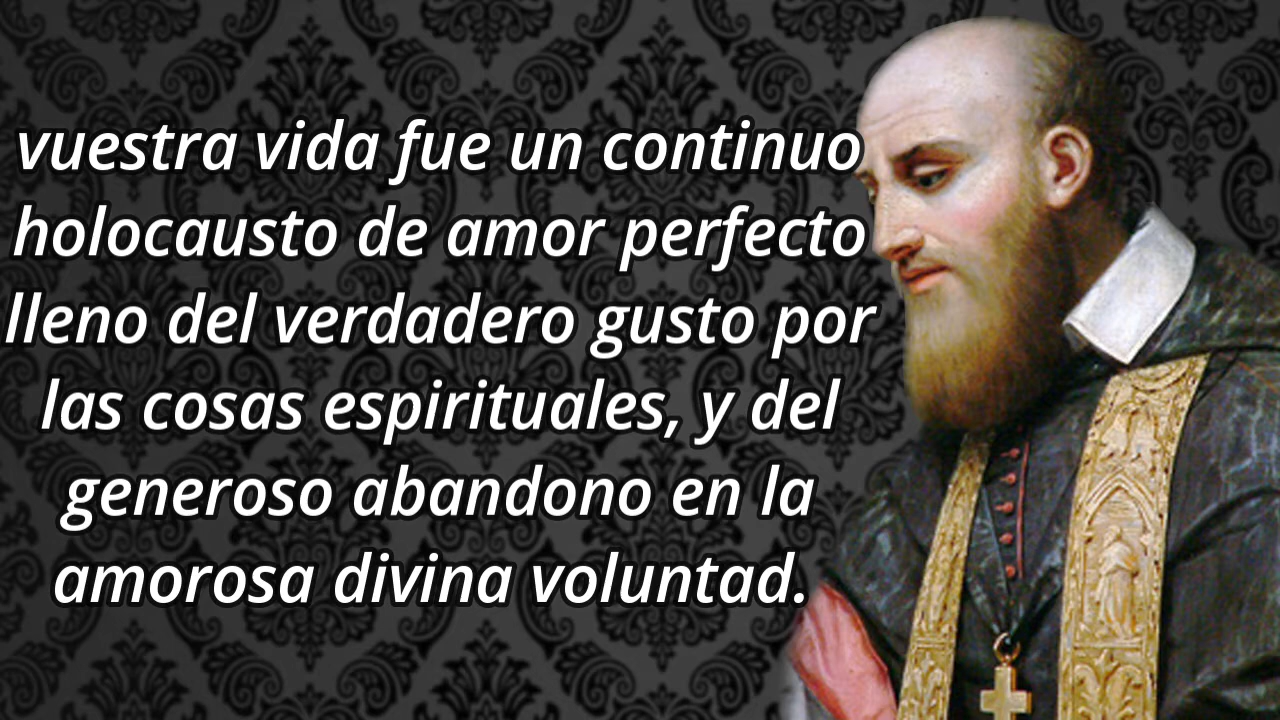 vuestra vida fue un continuo
holocausto de amor perfecto
lleno del verdadero gusto por
las cosas espirituales, y del
generoso abandono en la
amorosa divina voluntad.